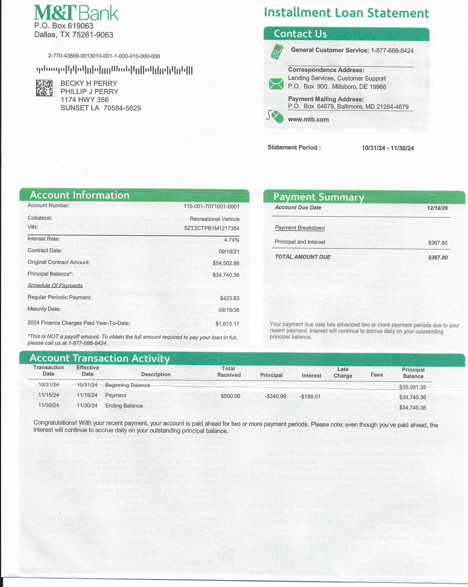 M&T Bank
P.O. Box 619063
Dallas, TX 75261-9063
2-770-43609-0013010-001-1-000-010-000-000
BECKY H PERRY
PHILLIP J PERRY
1174 HWY 356
SUNSET LA 70584-5629
Installment Loan Statement
Contact Us
General Customer Service: 1-877-686-8424
Correspondence Address:
Lending Services, Customer Support
P.O. Box 900, Millsboro, DE 19966
Payment Mailing Address:
P.O. Box 64679, Baltimore, MD 21264-4679
www.mtb.com
Statement Period : 10/31/24 - 11/30/24
Account Information
Account Number: 110-001-7071001-0001
Collateral: Recreational Vehicle
VIN: 5ZT2CTPB1M1217354
Interest Rate: 4.74%
Contract Date: 09/18/21
Original Contract Amount: $54,502.86
Principal Balance*: $34,740.36
Schedule Of Payments
Regular Periodic Payment: $423.63
Maturity Date: 09/18/36
2024 Finance Charges Paid Year-To-Date: $1,615.17
*This is NOT a payoff amount. To obtain the full amount required to pay your loan in full,
please call us at 1-877-686-8424 .
Payment Summary
Account Due Date 12/18/26
Payment Breakdown
Principal and Interest $367.80
TOTAL AMOUNT DUE $367.80
Your payment due date has advanced two or more payment periods due to your
recent payment. Interest will continue to accrue daily on your outstanding
principal balance.
Account Transaction Activity
Transaction Date Effective Date Description Total Received Principal Interest Late Charge Fees Principal Balance
10/31/24 10/31/24 Beginning Balance $35,081.35
11/15/24 11/15/24 Payment $500.00 -$340.99 -$159.01 $34,740.36
11/30/24 11/30/24 Ending Balance $34,740.36
Congratulations! With your recent payment, your account is paid ahead for two or more payment periods. Please note: even though you've paid ahead, the
interest will continue to accrue daily on your outstanding principal balance.